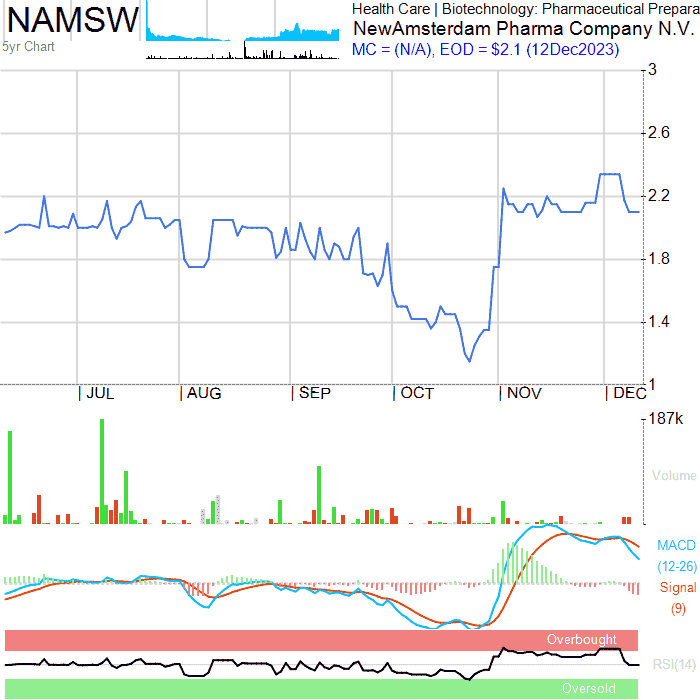 NAMSW
5yr Chart
Health Care | Biotechnology: Pharmaceutical Prepara
NewAmsterdam Pharma Company N.V.
MC = (N/A), EOD = $2.1 (12Dec2023)
3
2.6
2.2
1.8
1.4
1
| JUL | AUG | SEP | OCT | NOV | DEC
187k
Volume
MACD
(12-26)
Signal
(9)
Overbought
RSI(14)
Oversold